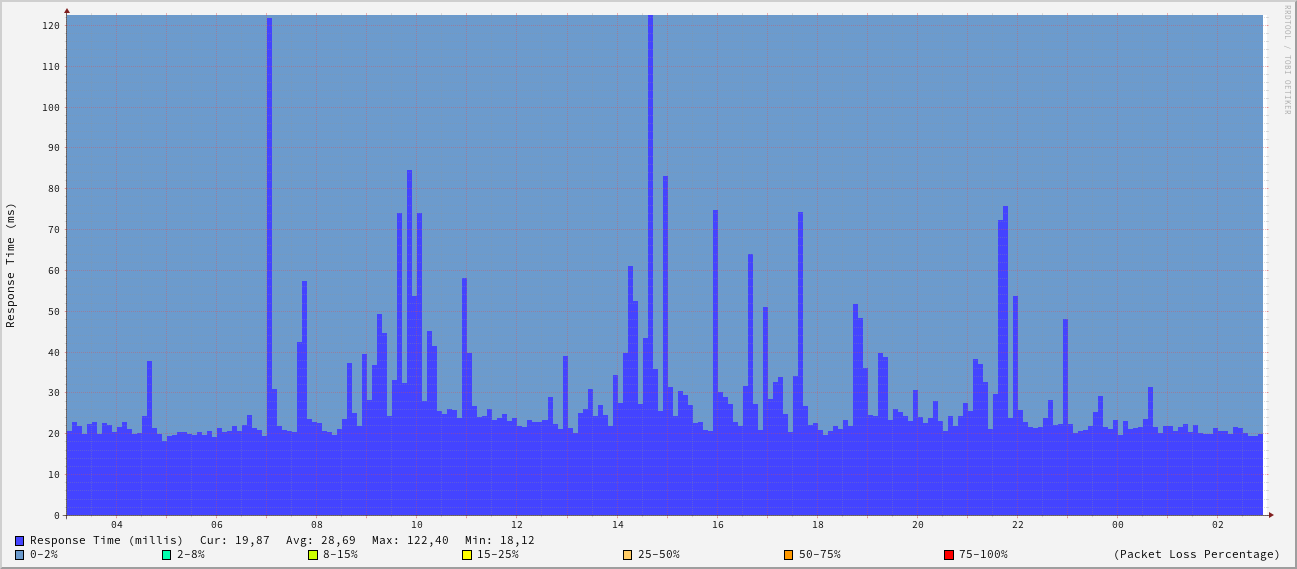 RRDTOOL / TOBI OETIKER
Response Time (ms)
120
110
100
90
80
70
60
50
40
30
20
10
0
04 06 08 10 12 14 16 18 20 22 00 02
Response Time (millis) Cur: 19,87 Avg: 28,69 Max: 122,40 Min: 18,12
0-2% 2-8% 8-15% 15-25% 25-50% 50-75% 75-100% (Packet Loss Percentage)